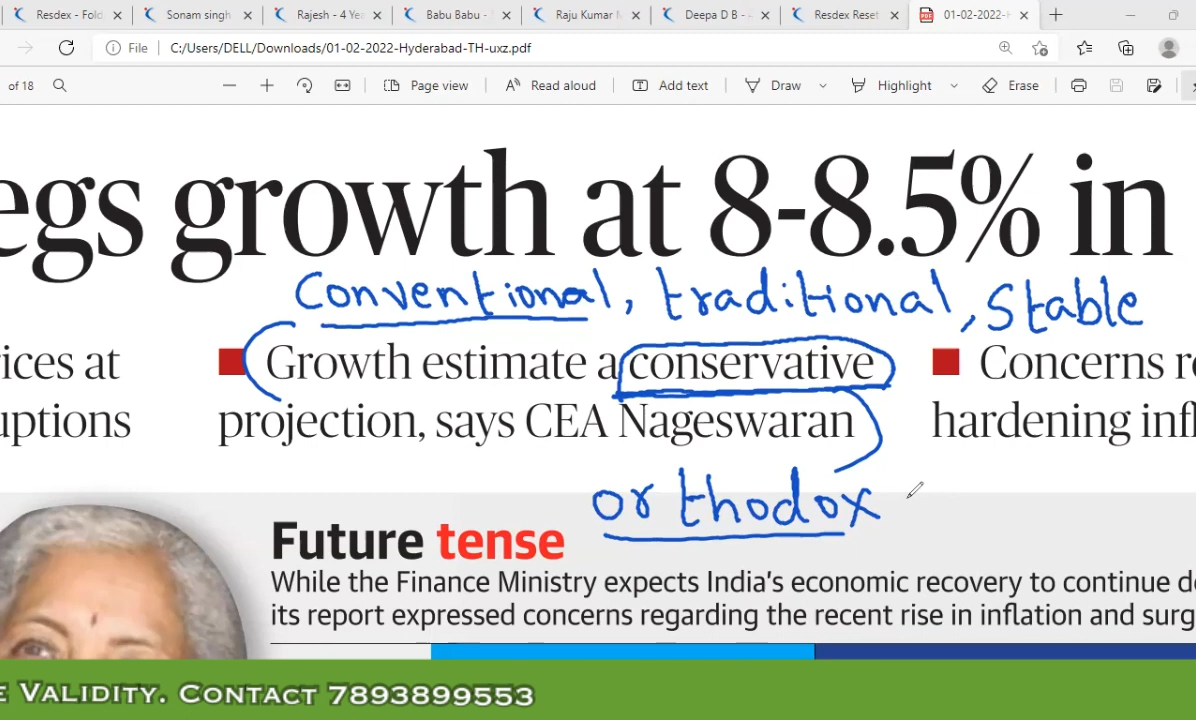 Resdex - Fol
Sonam singh
Rajesh - 4 Ye
Babu Babu -
Raju Kumar
Deepa D B -
Resdex Reset
01-02-2022-
File C:/Users/DELL/Downloads/01-02-2022-Hyderabad-TH-uxz.pdf
of 18 Page view Read aloud Add text Draw Highlight Erase
egs growth at 8-8.5% in
Conventional, traditional, stable
rices at
uptions
Growth estimate a conservative
projection, says CEA Nageswaran
Concerns re
hardening infl
orthodox
Future tense
While the Finance Ministry expects India's economic recovery to continue de
its report expressed concerns regarding the recent rise in inflation and surg
E VALIDITY. CONTACT 7893899553